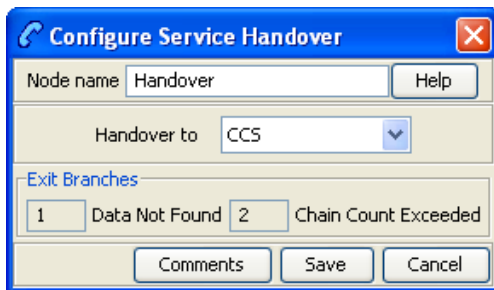 Configure Service Handover
Node name Handover Help
Handover to CCS
Exit Branches
1 Data Not Found 2 Chain Count Exceeded
Comments Save Cancel